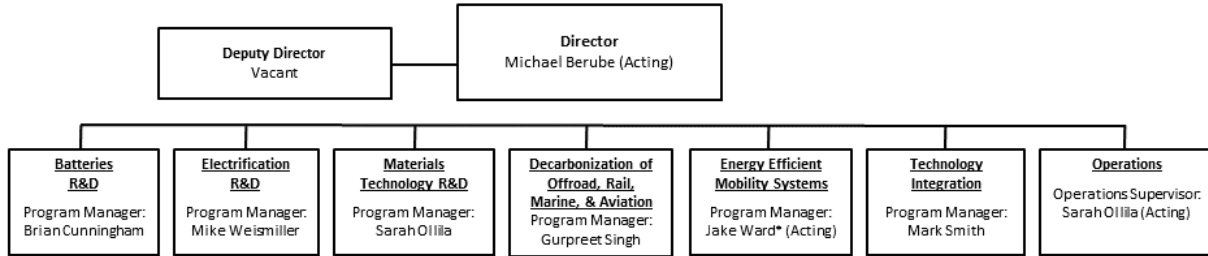 Director
Michael Berube (Acting)
Deputy Director
Vacant
Batteries
R&D
Program Manager:
Brian Cunningham
Electrification
R&D
Program Manager:
Mike Weismiller
Materials
Technology R&D
Program Manager:
Sarah Ollila
Decarbonization of
Offroad, Rail,
Marine, & Aviation
Program Manager:
Gurpreet Singh
Energy Efficient
Mobility Systems
Program Manager:
Jake Ward* (Acting)
Technology
Integration
Program Manager:
Mark Smith
Operations
Operations Supervisor:
Sarah Ollila (Acting)